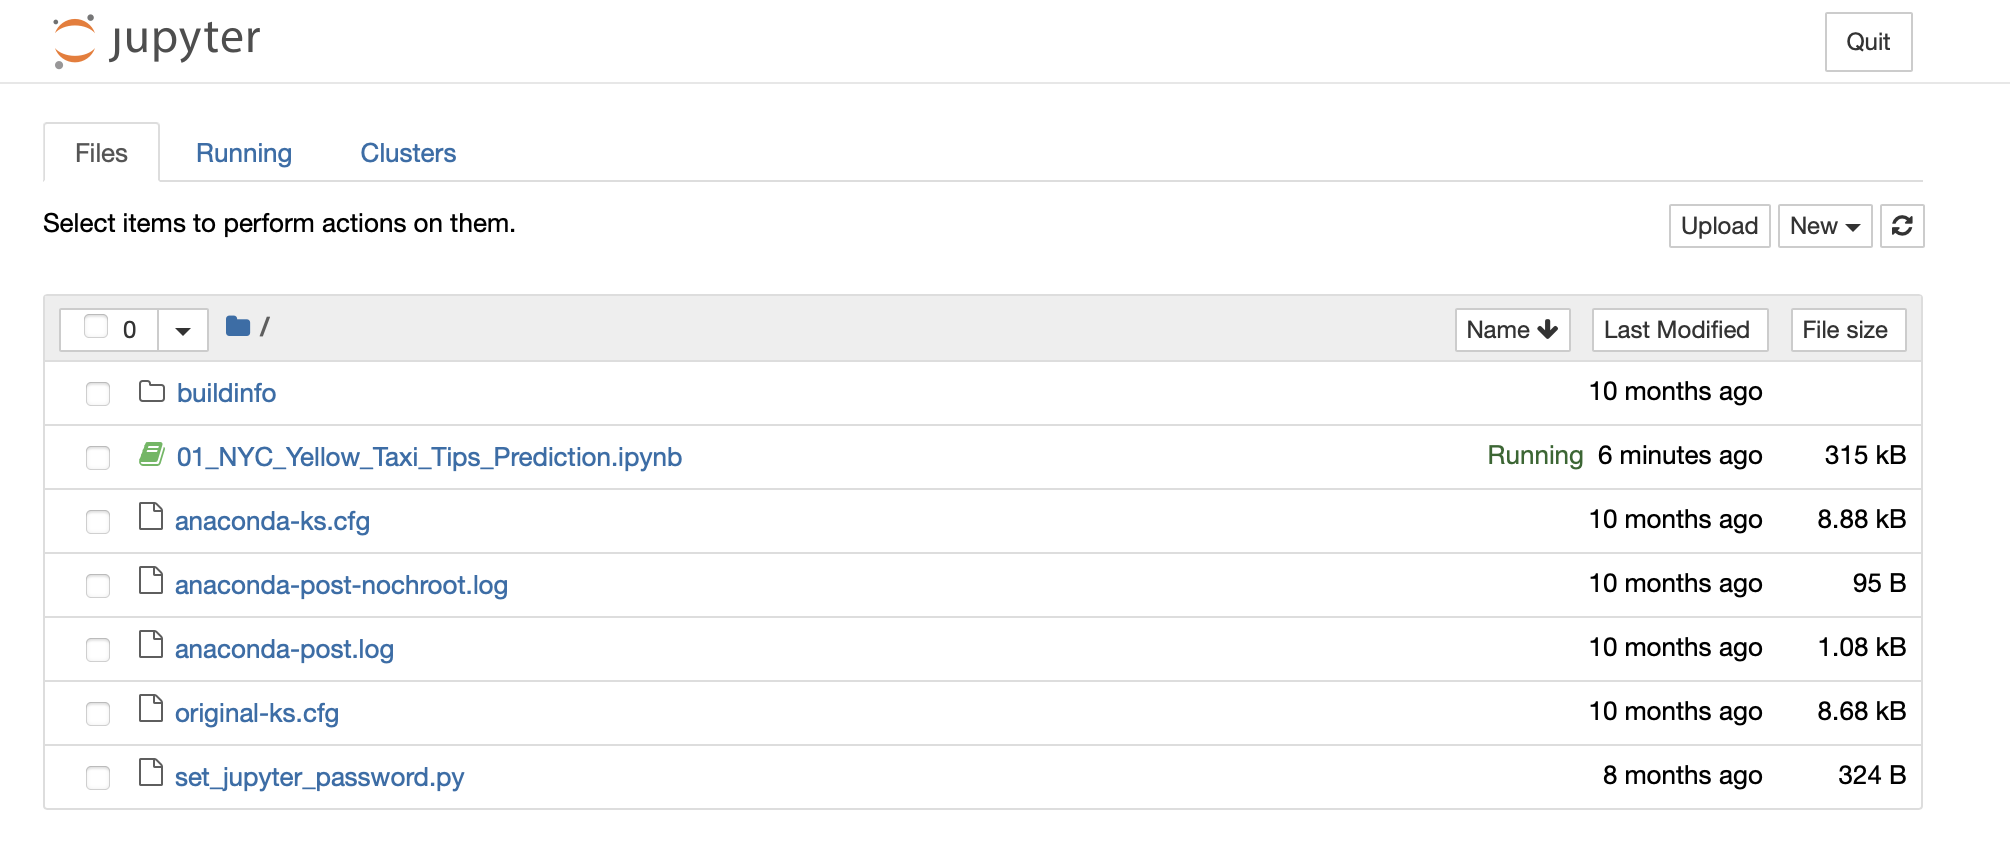 jupyter
Quit
Files Running Clusters
Select items to perform actions on them.
Upload New
0 /
Name Last Modified File size
buildinfo 10 months ago
01_NYC_Yellow_Taxi_Tips_Prediction.ipynb Running 6 minutes ago 315 kB
anaconda-ks.cfg 10 months ago 8.88 kB
anaconda-post-nochroot.log 10 months ago 95 B
anaconda-post.log 10 months ago 1.08 kB
original-ks.cfg 10 months ago 8.68 kB
set_jupyter_password.py 8 months ago 324 B